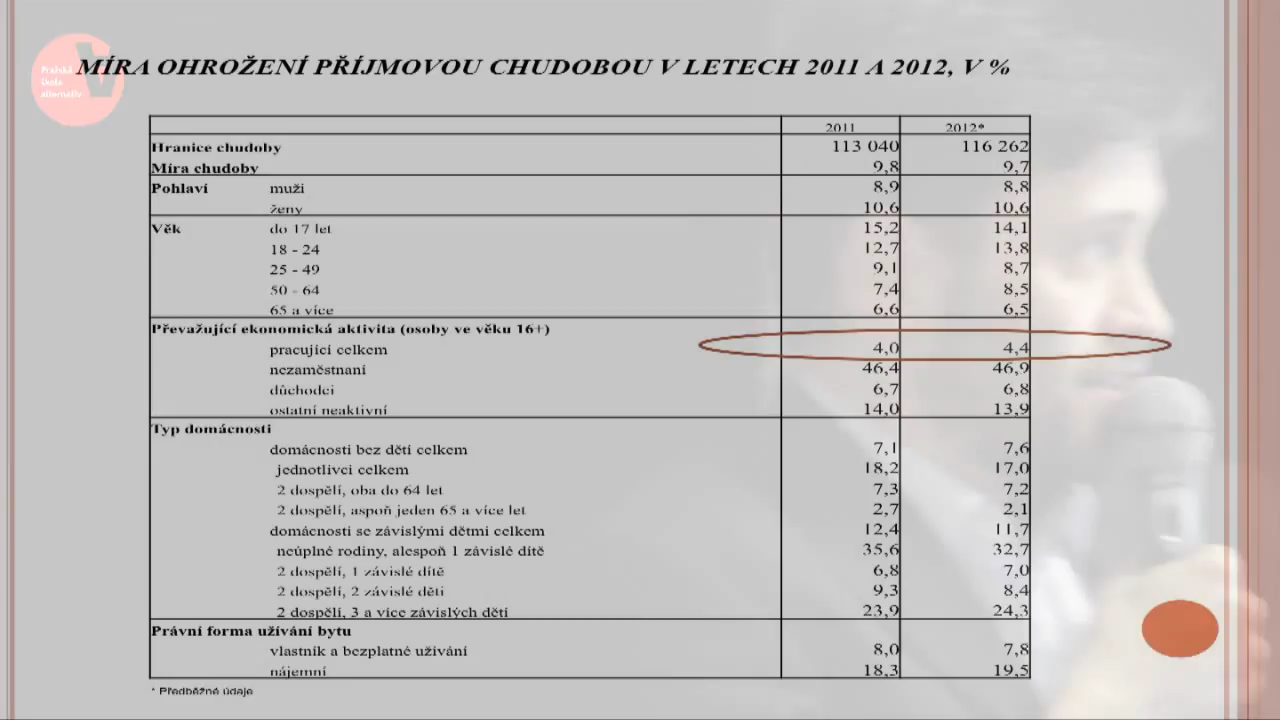 Pražská
škola
alternativ
MÍRA OHROŽENÍ PŘÍJMOVOU CHUDOBOU V LETECH 2011 A 2012, V %
2011 2012*
Hranice chudoby 113 040 116 262
Míra chudoby 9,8 9,7
Pohlaví muži 8,9 8,8
ženy 10,6 10,6
Věk do 17 let 15,2 14,1
18 - 24 12,7 13,8
25 - 49 9,1 8,7
50 - 64 7,4 8,5
65 a více 6,6 6,5
Převažující ekonomická aktivita (osoby ve věku 16+)
pracující celkem 4,0 4,4
nezaměstnaní 46,4 46,9
důchodci 6,7 6,8
ostatní neaktivní 14,0 13,9
Typ domácnosti
domácnosti bez dětí celkem 7,1 7,6
jednotlivci celkem 18,2 17,0
2 dospělí, oba do 64 let 7,3 7,2
2 dospělí, aspoň jeden 65 a více let 2,7 2,1
domácnosti se závislými dětmi celkem 12,4 11,7
neúplné rodiny, alespoň 1 závislé dítě 35,6 32,7
2 dospělí, 1 závislé dítě 6,8 7,0
2 dospělí, 2 závislé děti 9,3 8,4
2 dospělí, 3 a více závislých dětí 23,9 24,3
Právní forma užívání bytu
vlastník a bezplatné užívání 8,0 7,8
nájemní 18,3 19,5
* Předběžné údaje